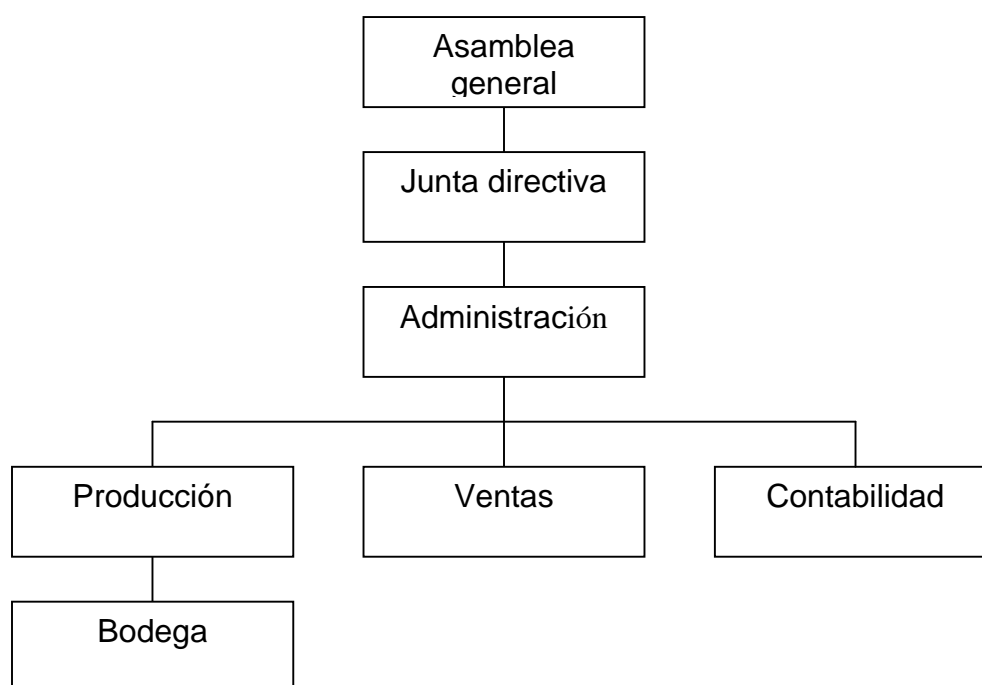 Asamblea
general
Junta directiva
Administración
Producción
Ventas
Contabilidad
Bodega